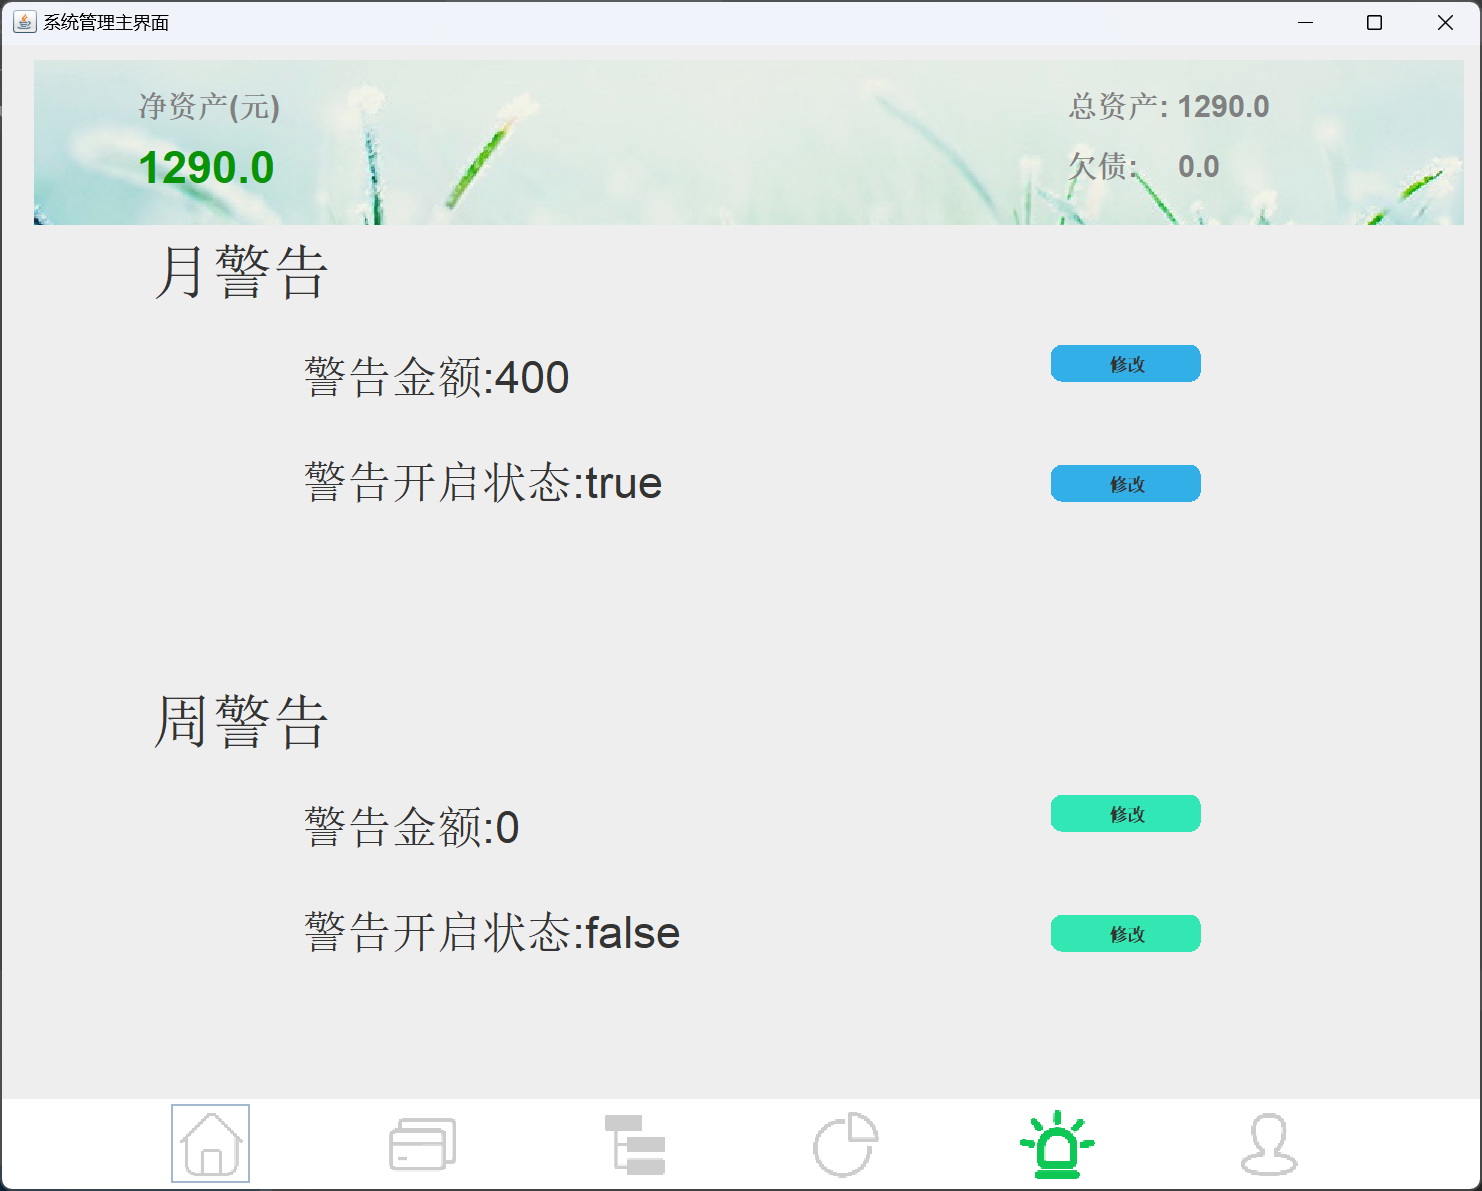 系统管理主界面
净资产(元)
1290.0
总资产: 1290.0
欠债: 0.0
月警告
警告金额:400
修改
警告开启状态:true
修改
周警告
警告金额:0
修改
警告开启状态:false
修改